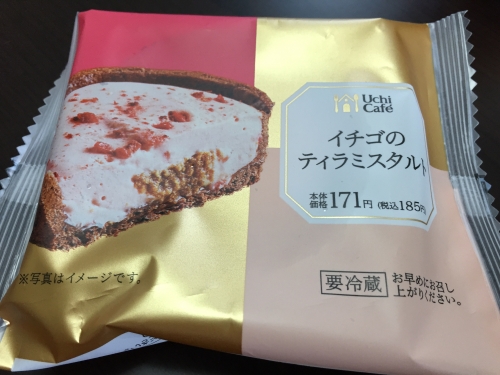 Uchi
Café
イチゴの
ティラミスタルト
本体
価格 171円 (税込185円)
※写真はイメージです。
要冷蔵
お早めにお召し
上がりください。